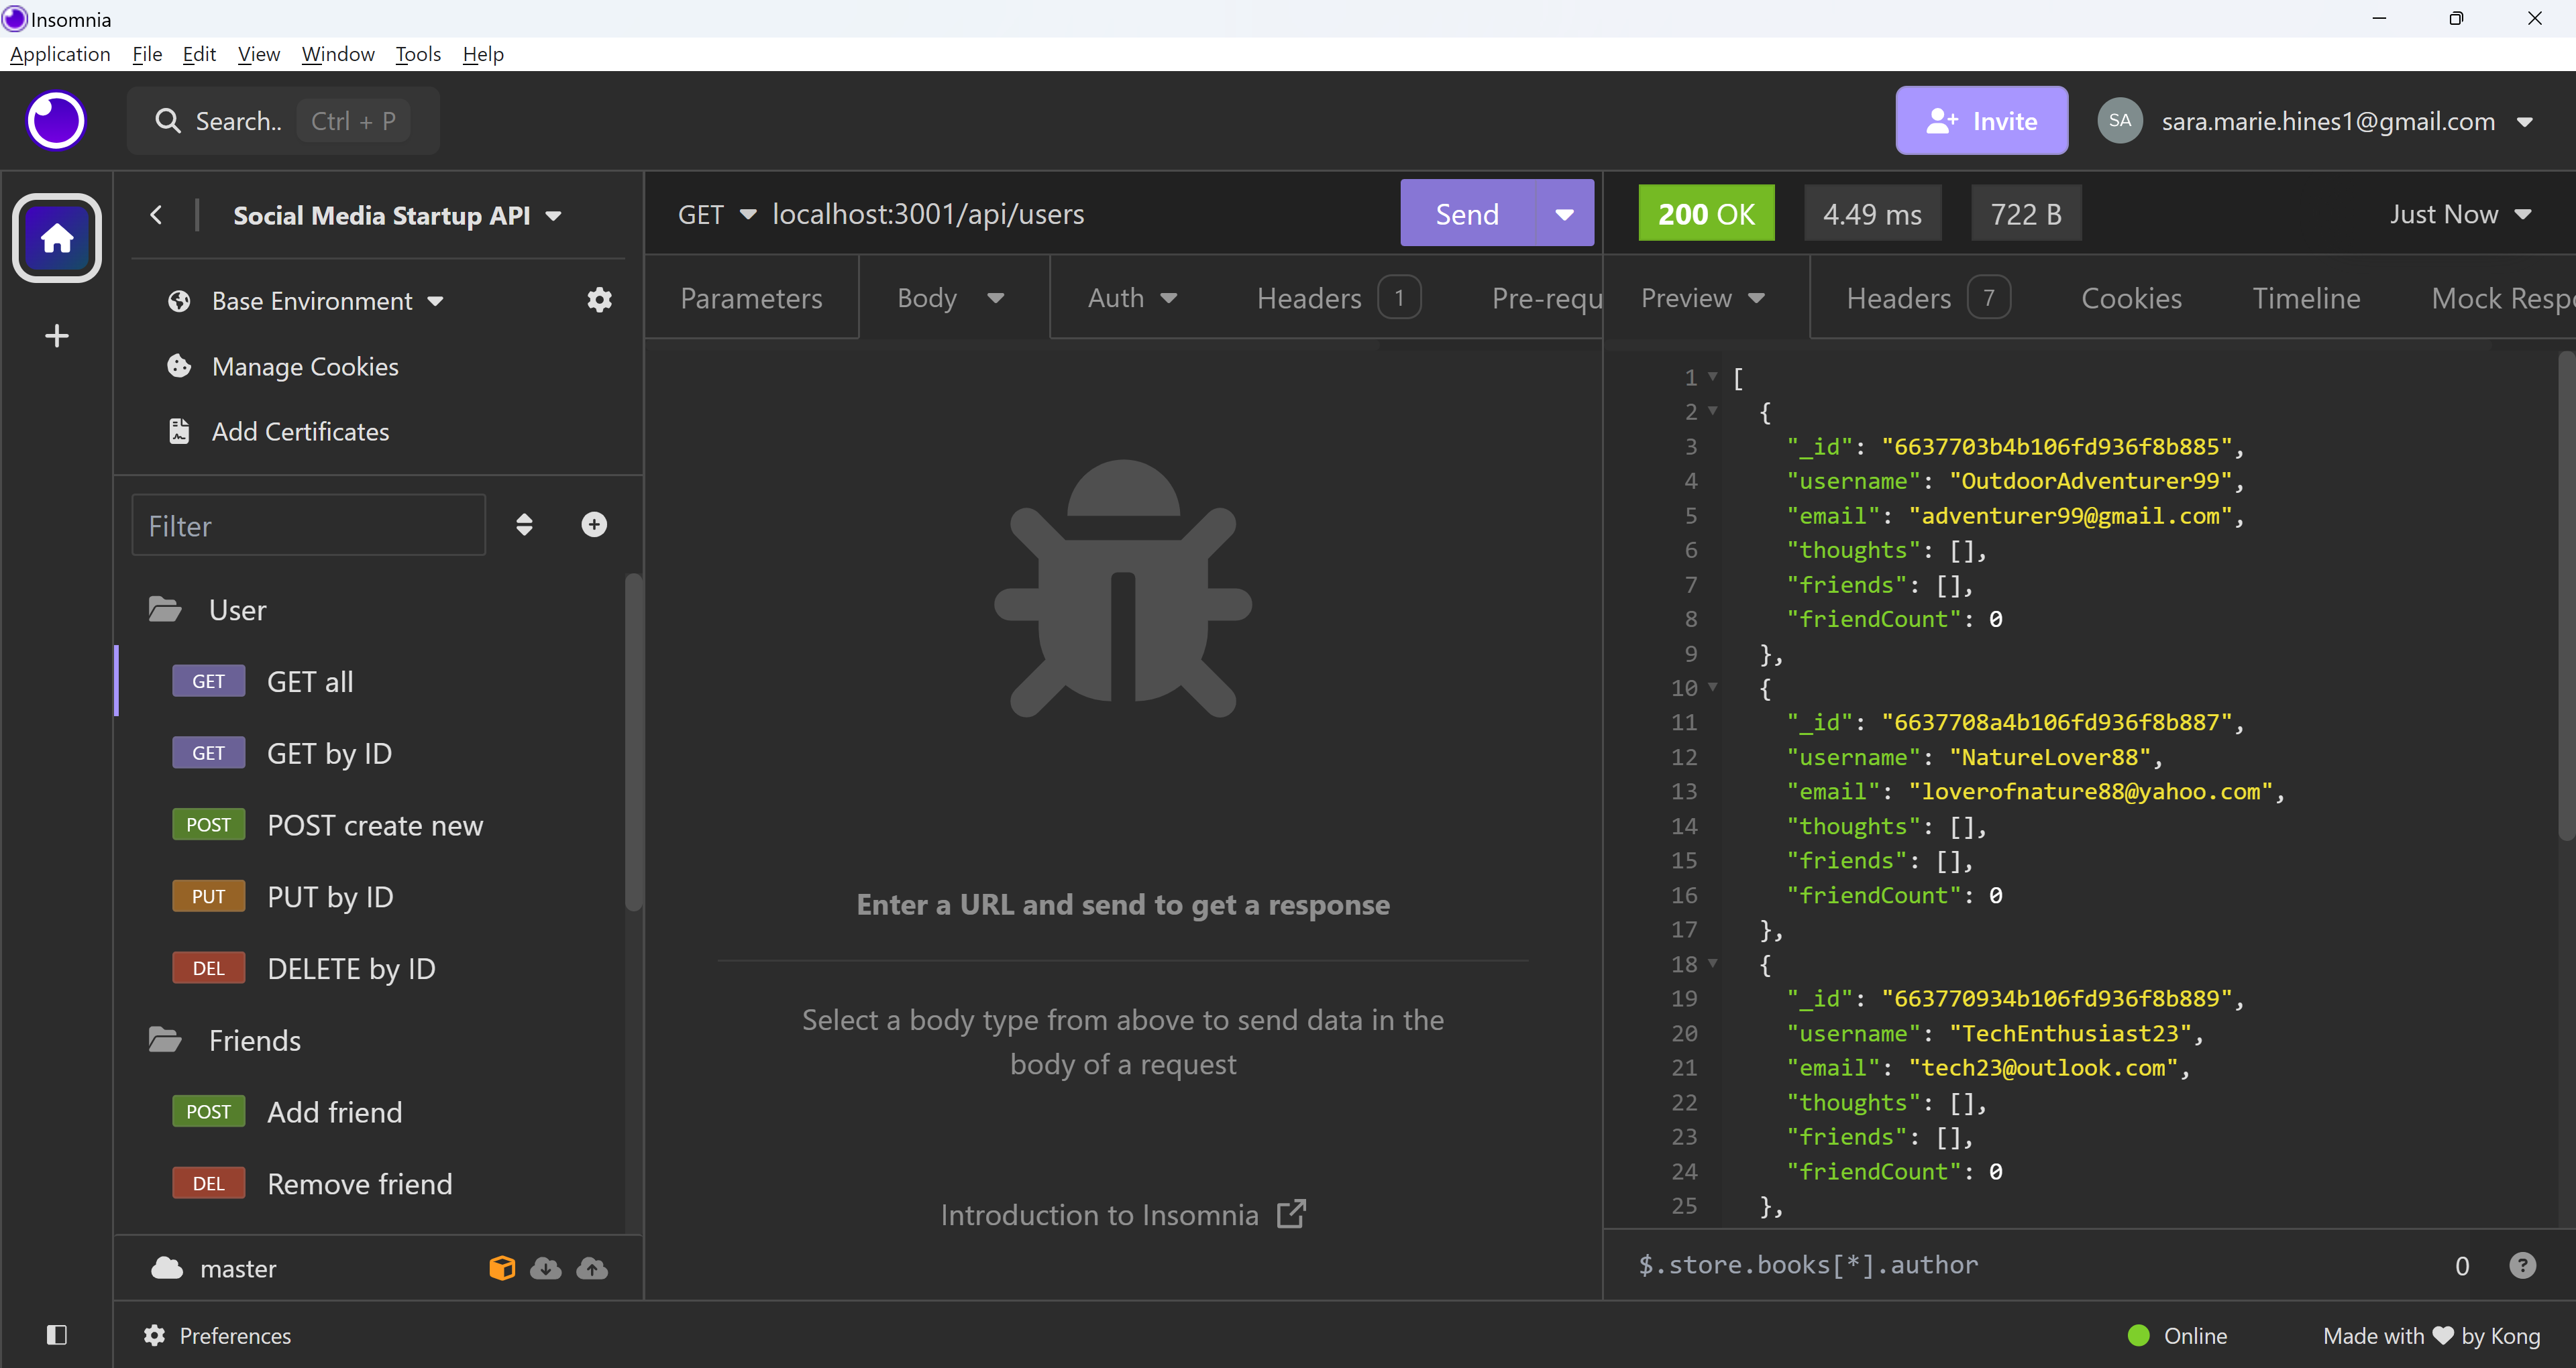 Insomnia
Application File Edit View Window Tools Help
Search.. Ctrl + P
Invite
SA sara.marie.hines1@gmail.com
Social Media Startup API
Base Environment
Manage Cookies
Add Certificates
Filter
User
GET GET all
GET GET by ID
POST POST create new
PUT PUT by ID
DEL DELETE by ID
Friends
POST Add friend
DEL Remove friend
master
GET localhost:3001/api/users
Send
Parameters Body Auth Headers 1 Pre-requ
Enter a URL and send to get a response
Select a body type from above to send data in the
body of a request
Introduction to Insomnia
200 OK 4.49 ms 722 B Just Now
Preview Headers 7 Cookies Timeline Mock Resp
1 [
2 {
3 "_id": "6637703b4b106fd936f8b885",
4 "username": "OutdoorAdventurer99",
5 "email": "adventurer99@gmail.com",
6 "thoughts": [],
7 "friends": [],
8 "friendCount": 0
9 },
10 {
11 "_id": "6637708a4b106fd936f8b887",
12 "username": "NatureLover88",
13 "email": "loverofnature88@yahoo.com",
14 "thoughts": [],
15 "friends": [],
16 "friendCount": 0
17 },
18 {
19 "_id": "663770934b106fd936f8b889",
20 "username": "TechEnthusiast23",
21 "email": "tech23@outlook.com",
22 "thoughts": [],
23 "friends": [],
24 "friendCount": 0
25 },
$.store.books[*].author 0 ?
Preferences
Online
Made with ❤ by Kong